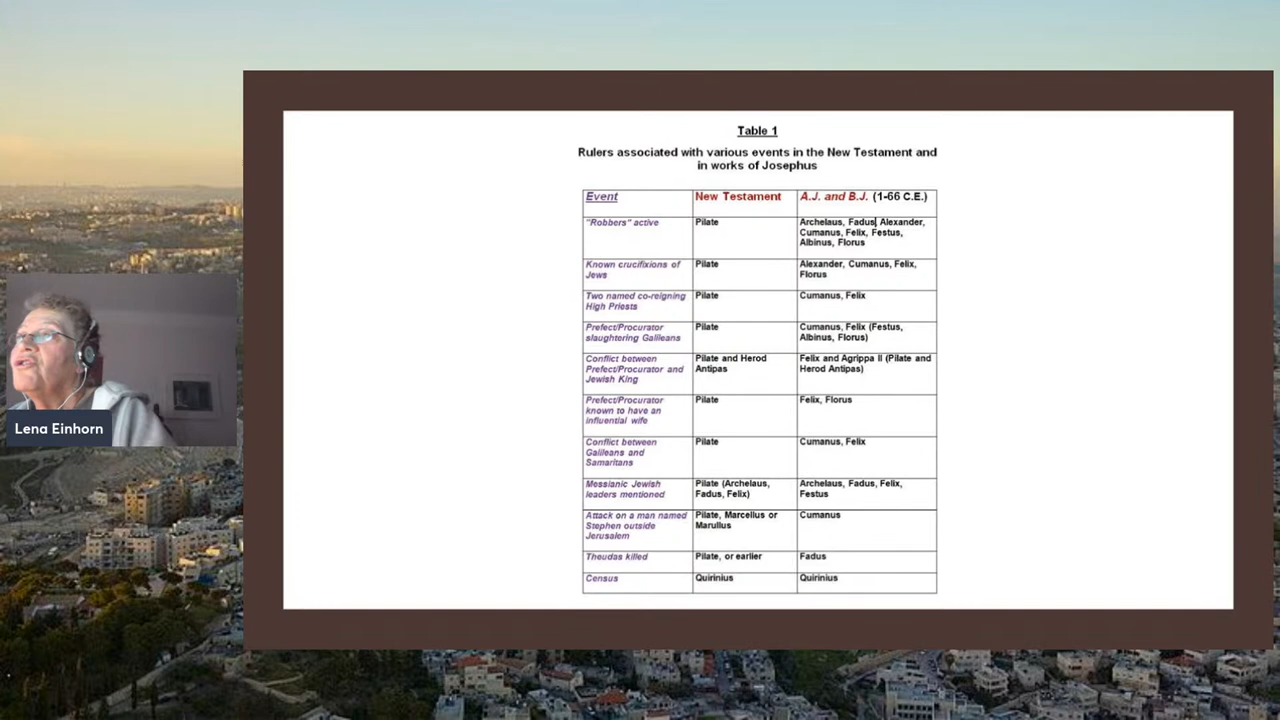 Table 1
Rulers associated with various events in the New Testament and
in works of Josephus
Event New Testament A.J. and B.J. (1-66 C.E.)
"Robbers" active Pilate Archelaus, Fadus, Alexander,
Cumanus, Felix, Festus,
Albinus, Florus
Known crucifixions of Pilate Alexander, Cumanus, Felix,
Jews Florus
Two named co-reigning Pilate Cumanus, Felix
High Priests
Prefect/Procurator Pilate Cumanus, Felix (Festus,
slaughtering Galileans Albinus, Florus)
Conflict between Pilate and Herod Felix and Agrippa II (Pilate and
Prefect/Procurator and Antipas Herod Antipas)
Jewish King
Prefect/Procurator Pilate Felix, Florus
known to have an
influential wife
Conflict between Pilate Cumanus, Felix
Galileans and
Samaritans
Messianic Jewish Pilate (Archelaus, Archelaus, Fadus, Felix,
leaders mentioned Fadus, Felix) Festus
Attack on a man named Pilate, Marcellus or Cumanus
Stephen outside Marullus
Jerusalem
Theudas killed Pilate, or earlier Fadus
Census Quirinius Quirinius
Lena Einhorn